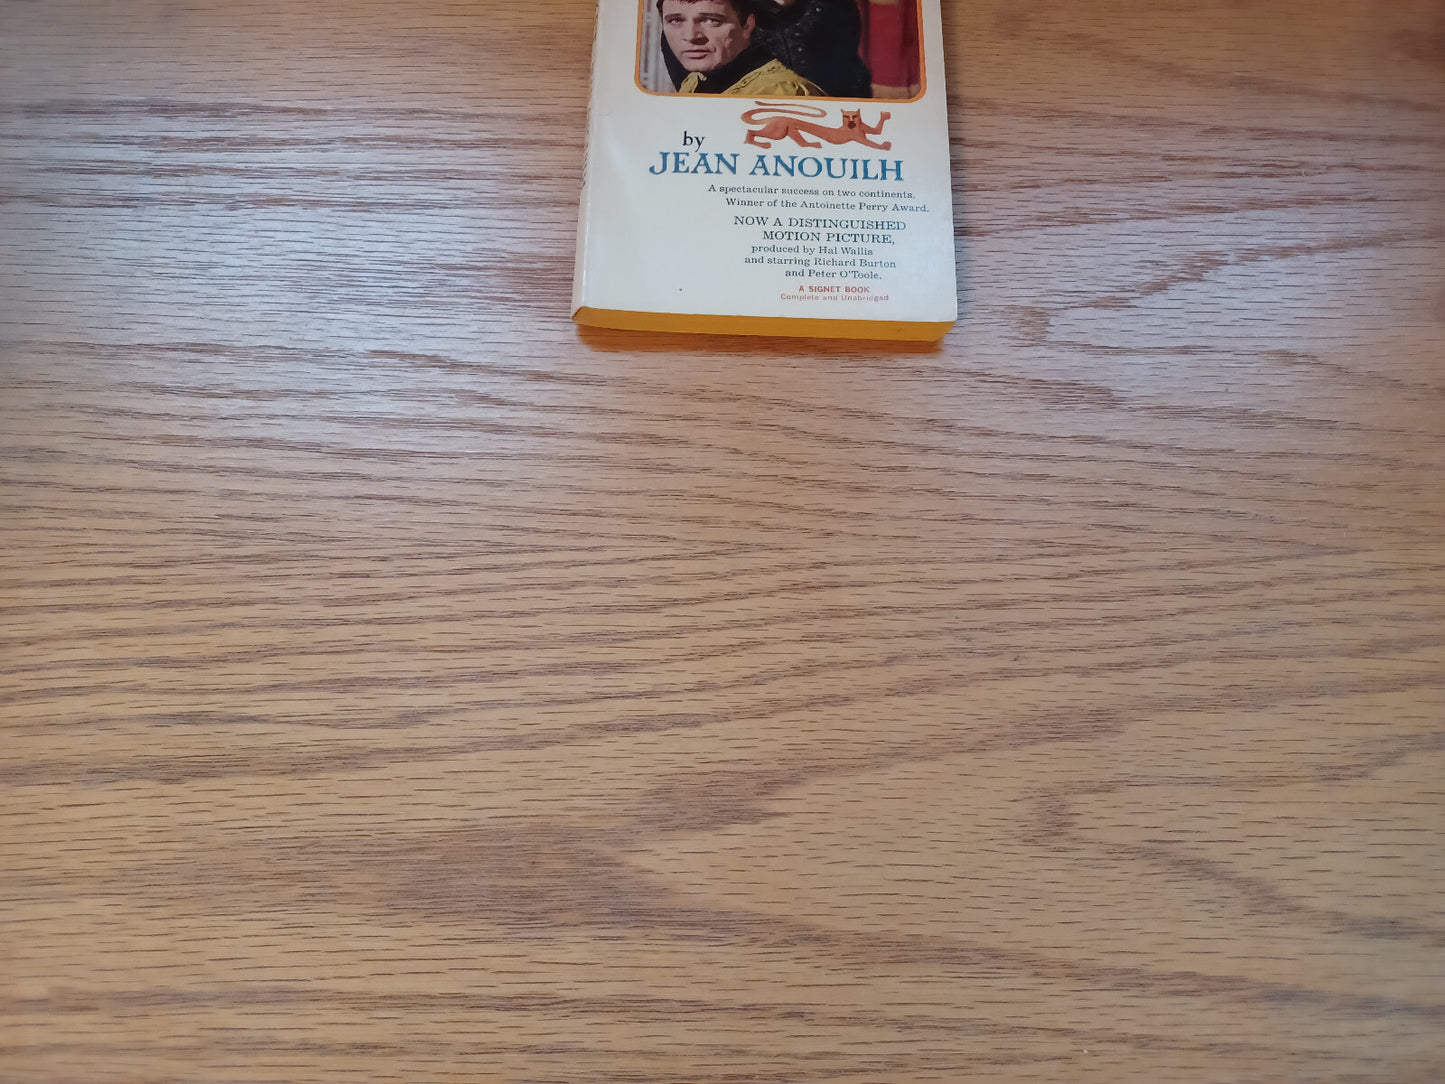 by
JEAN ANOUILH
A spectacular success on two continents.
Winner of the Antoinette Perry Award.
NOW A DISTINGUISHED
MOTION PICTURE,
produced by Hal Wallis
and starring Richard Burton
and Peter O'Toole.
A SIGNET BOOK
Complete and Unabridged